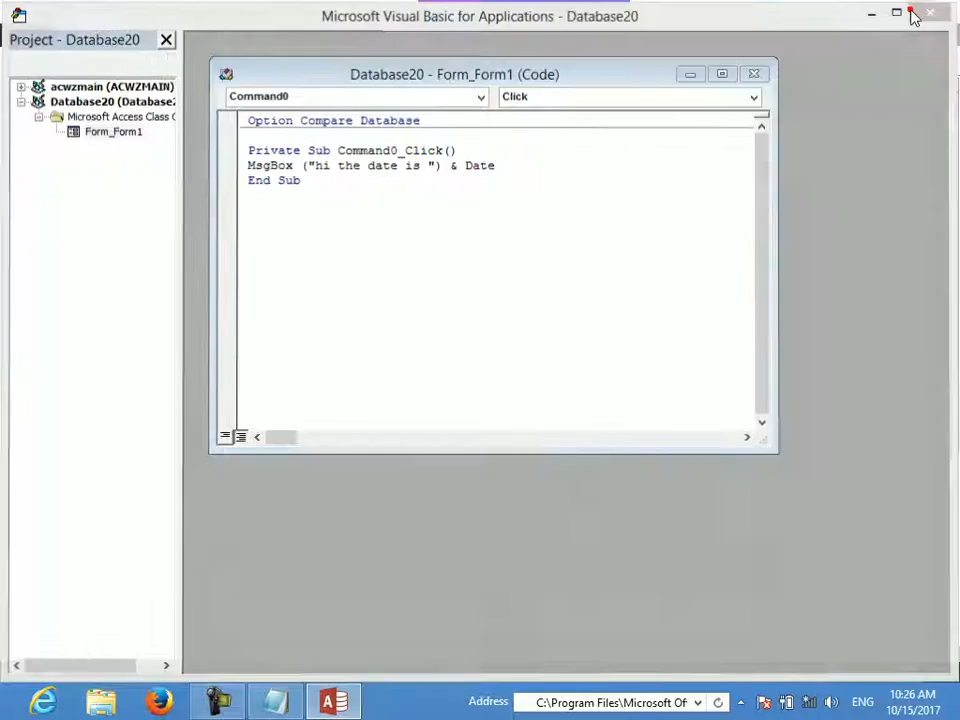 Microsoft Visual Basic for Applications - Database20
Project - Database20
acwzmain (ACWZMAIN)
Database20 (Database2
Microsoft Access C
Form_Form1
Database20 - Form_Form1 (Code)
Command0
Click
Option Compare Database
Private Sub Command0_Click()
MsgBox ("hi the date is ") & Date
End Sub
Address
C:\Program Files\Microsoft Of
ENG
10:26 AM
10/15/2017